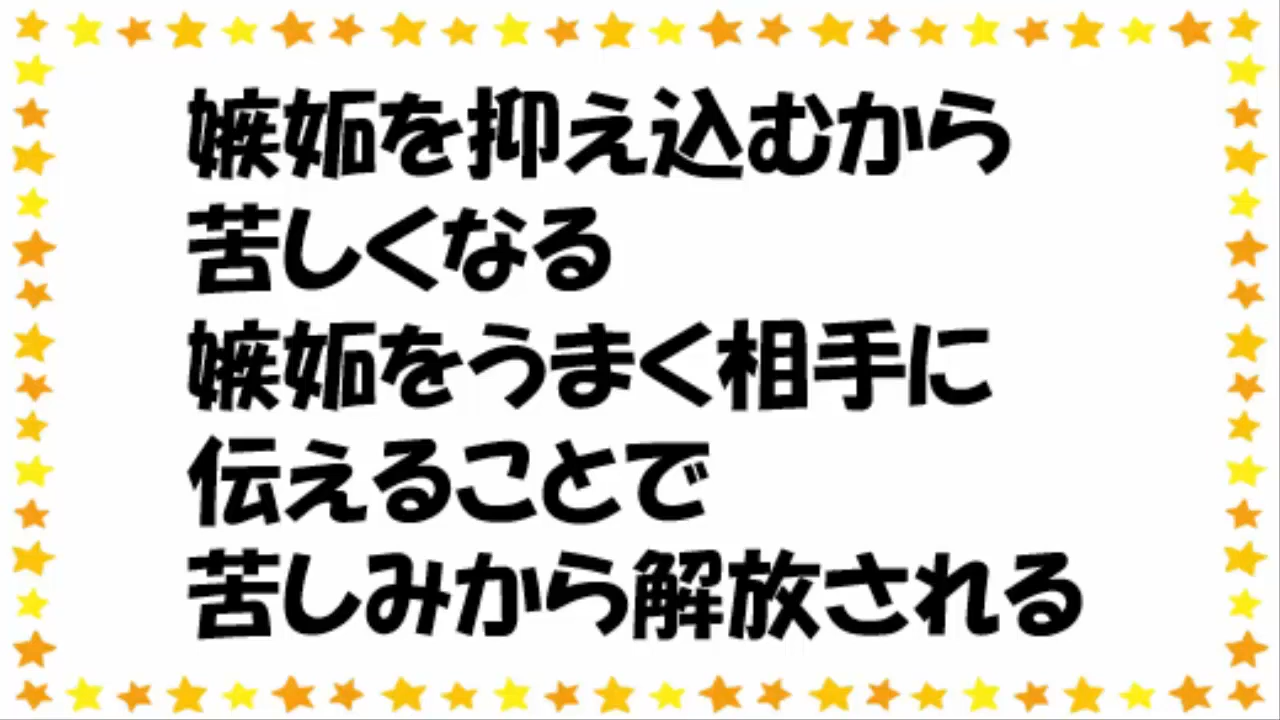 嫉妬を抑え込むから
苦しくなる
嫉妬をうまく相手に
伝えることで
苦しみから解放される